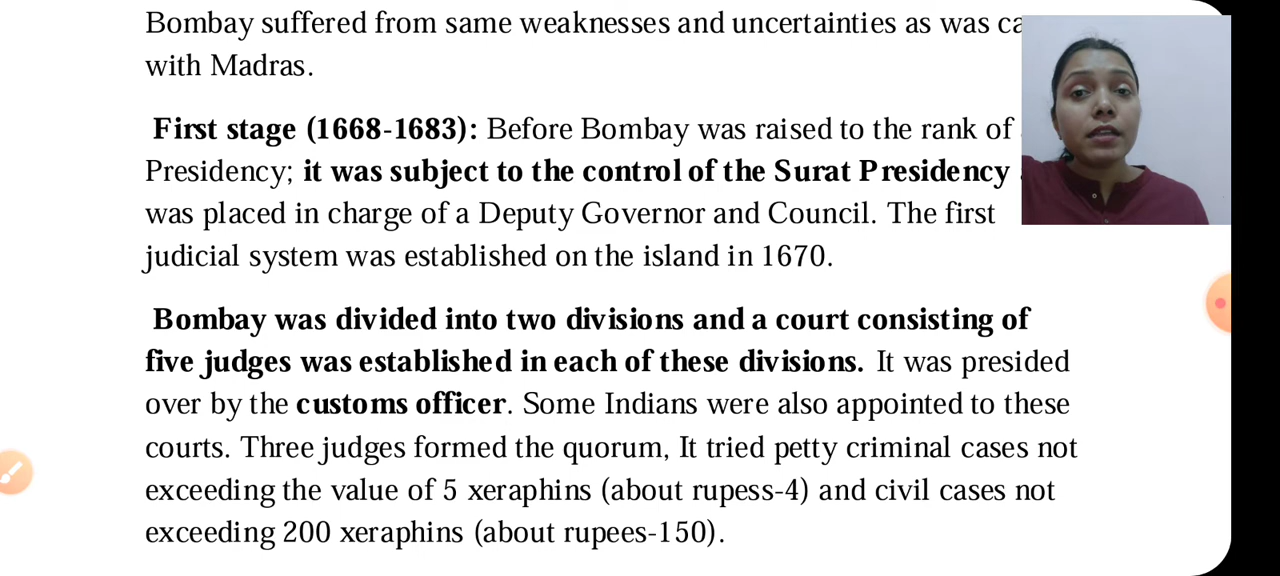 Bombay suffered from same weaknesses and uncertainties as was
with Madras.
First stage (1668-1683): Before Bombay was raised to the rank of
Presidency; it was subject to the control of the Surat Presidency
was placed in charge of a Deputy Governor and Council. The first
judicial system was established on the island in 1670.
Bombay was divided into two divisions and a court consisting of
five judges was established in each of these divisions. It was presided
over by the customs officer. Some Indians were also appointed to these
courts. Three judges formed the quorum, It tried petty criminal cases not
exceeding the value of 5 xeraphins (about rupess-4) and civil cases not
exceeding 200 xeraphins (about rupees-150).